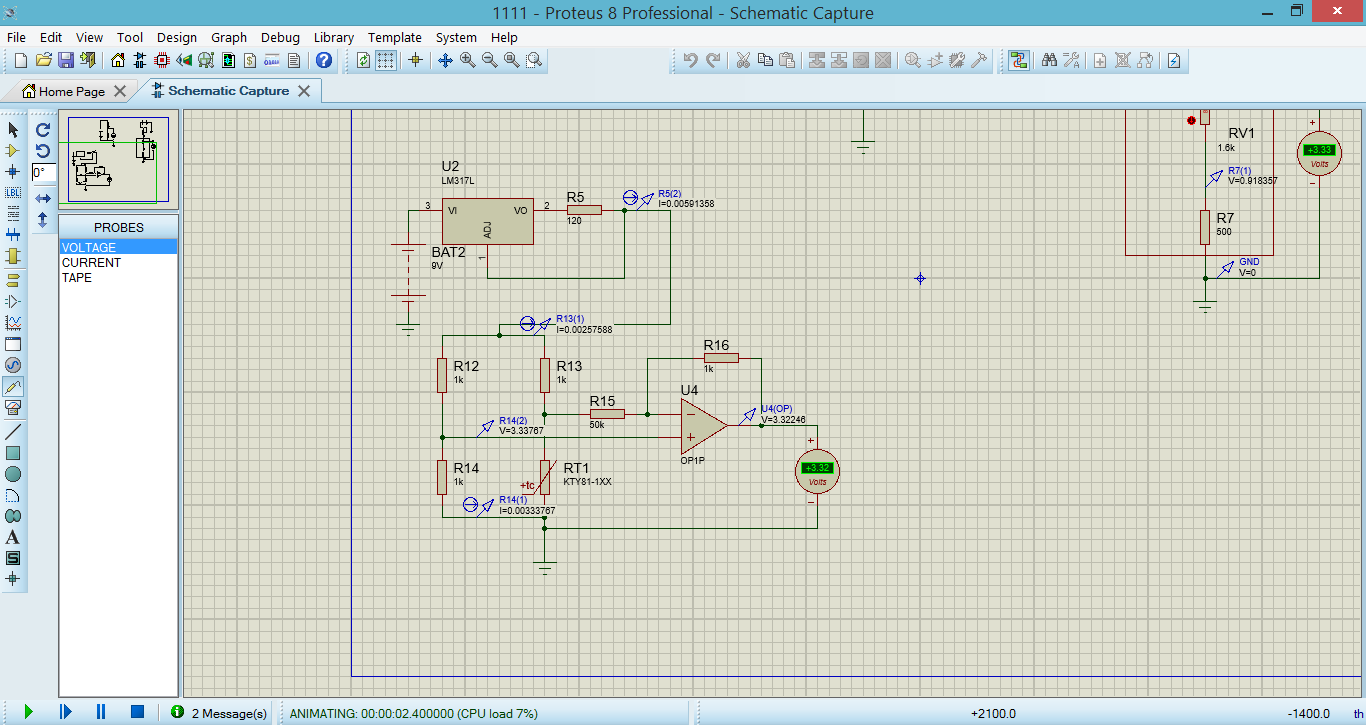 1111 - Proteus 8 Professional - Schematic Capture
File Edit View Tool Design Graph Debug Library Template System Help
Home Page
Schematic Capture
0°
LBL
PROBES
VOLTAGE
CURRENT
TAPE
A
S
U2
LM317L
3
VI
VO
2
ADJ
1
R5
120
R5(2)
I=0.00591358
BAT2
9V
R13(1)
I=0.00257588
R12
1k
R13
1k
R16
1k
R15
50k
U4
OP1P
U4(OP)
V=3.32246
R14(2)
V=3.33767
R14
1k
RT1
KTY81-1XX
+tc
R14(1)
I=0.00333767
+
+3.32
Volts
RV1
1.6k
R7(1)
V=0.918357
R7
500
GND
V=0
+
+3.33
Volts
2 Message(s)
ANIMATING: 00:00:02.400000 (CPU load 7%)
+2100.0
-1400.0
th